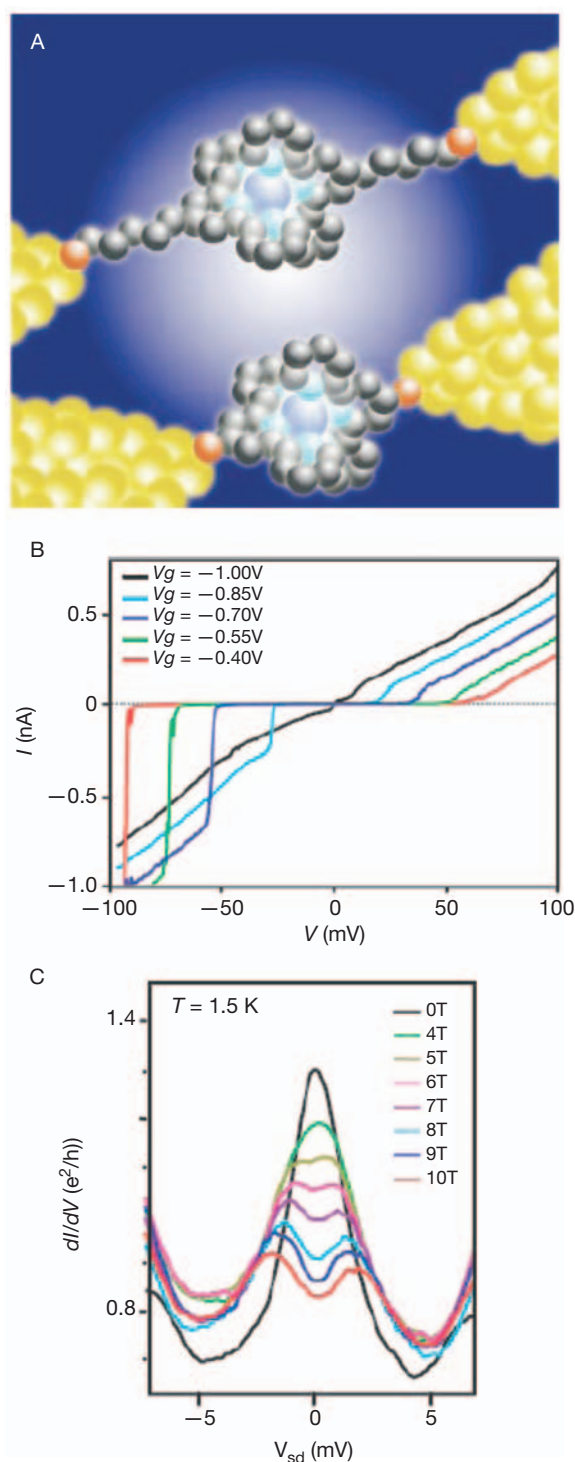 A
B
Vg = −1.00V
Vg = −0.85V
Vg = −0.70V
Vg = −0.55V
Vg = −0.40V
0.5
0
−0.5
−1.0
I (nA)
−100
−50
0
50
100
V (mV)
C
T = 1.5 K
0T
4T
5T
6T
7T
8T
9T
10T
1.4
0.8
dI/dV (e²/h))
−5
0
5
V_sd (mV)